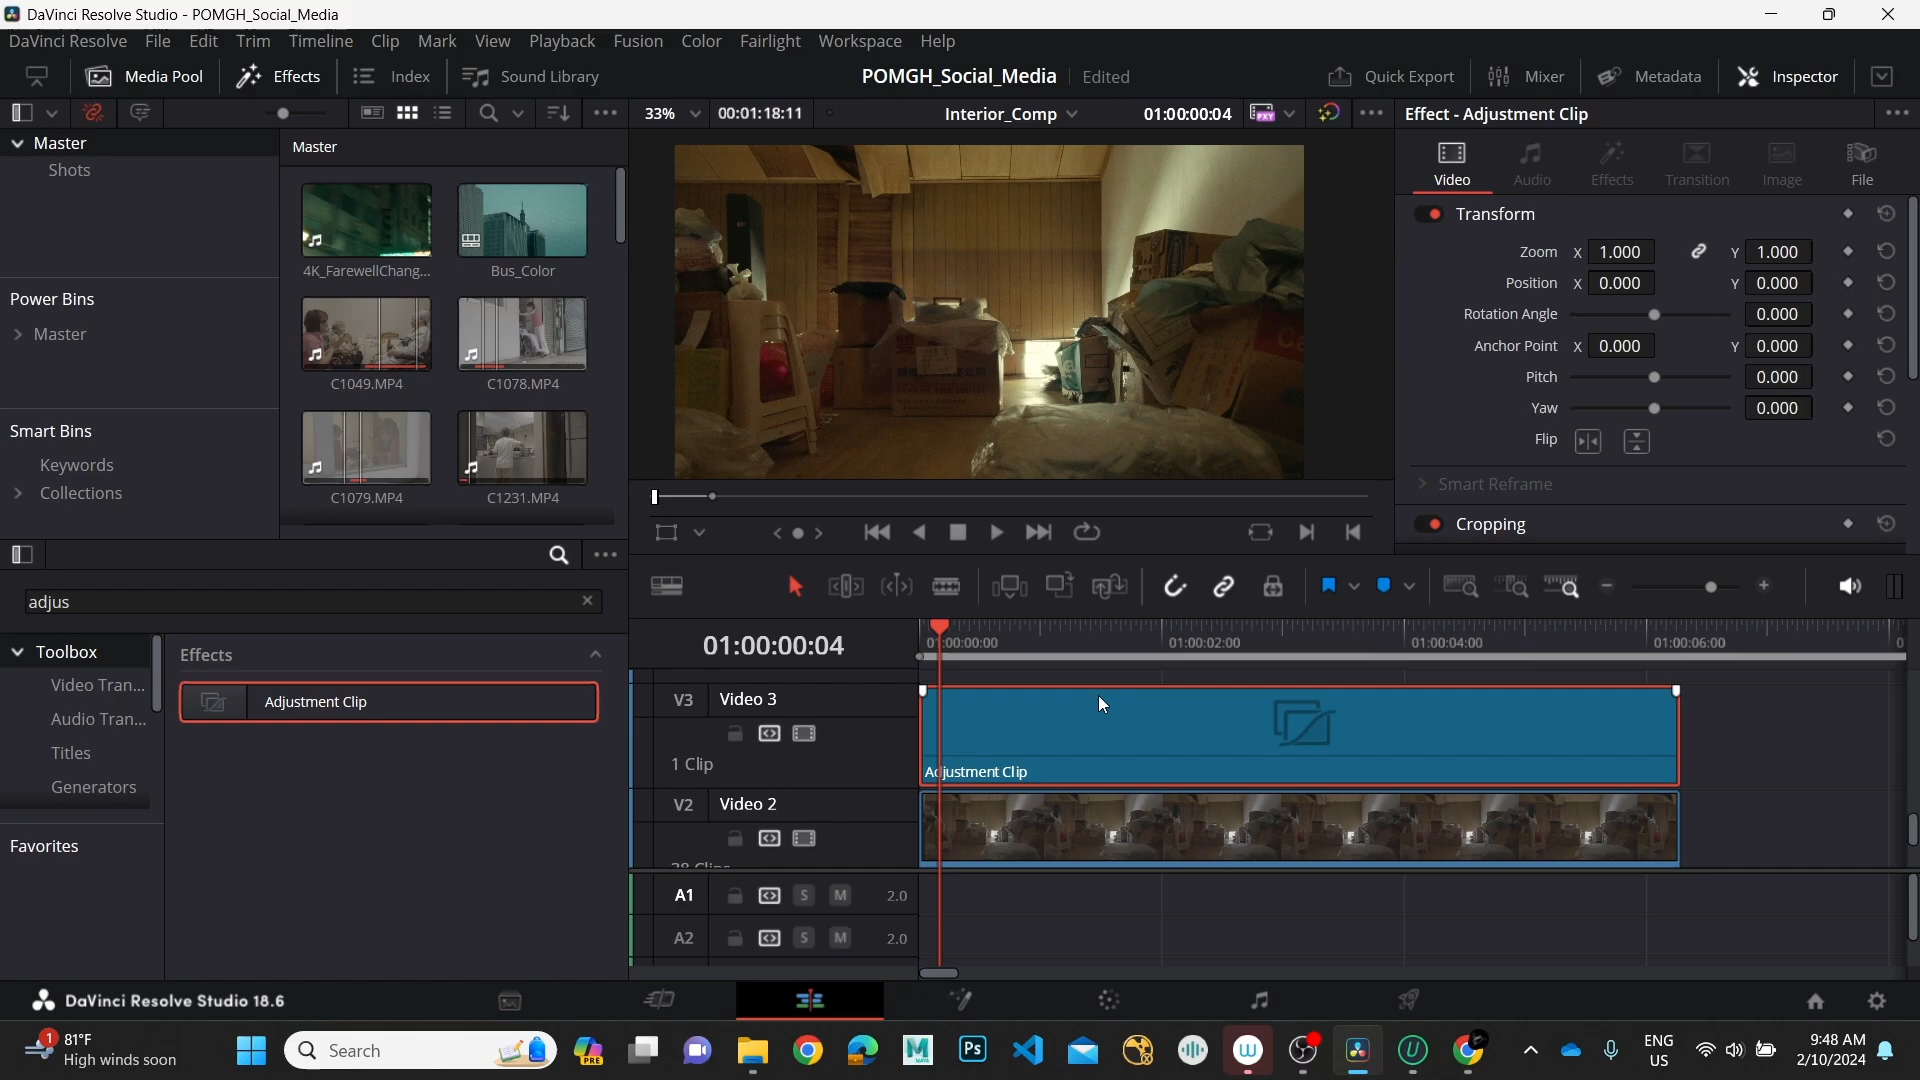 DaVinci Resolve Studio - POMGH_Social_Media
DaVinci Resolve File Edit Trim Timeline Clip Mark View Playback Fusion Color Fairlight Workspace Help
Media Pool Effects Index Sound Library POMGH_Social_Media Edited Quick Export Mixer Metadata Inspector
33% 00:01:18:11 Interior_Comp 01:00:00:04 PXY Effect - Adjustment Clip
Master
Shots
Master
4K_FarewellChang... Bus_Color
C1049.MP4 C1078.MP4
C1079.MP4 C1231.MP4
Power Bins
Master
Smart Bins
Keywords
Collections
Video Audio Effects Transition Image File
Transform
Zoom X 1.000 Y 1.000
Position X 0.000 Y 0.000
Rotation Angle 0.000
Anchor Point X 0.000 Y 0.000
Pitch 0.000
Yaw 0.000
Flip
Smart Reframe
Cropping
adjus
Toolbox
Video Tran...
Audio Tran...
Titles
Generators
Favorites
Effects
Adjustment Clip
01:00:00:04 01:00:00:00 01:00:02:00 01:00:04:00 01:00:06:00 0
V3 Video 3
1 Clip
Adjustment Clip
V2 Video 2
38 Clips
A1 S M 2.0
A2 S M 2.0
DaVinci Resolve Studio 18.6
1 81°F
High winds soon
Search
PRE
Ps
ENG
US
9:48 AM
2/10/2024